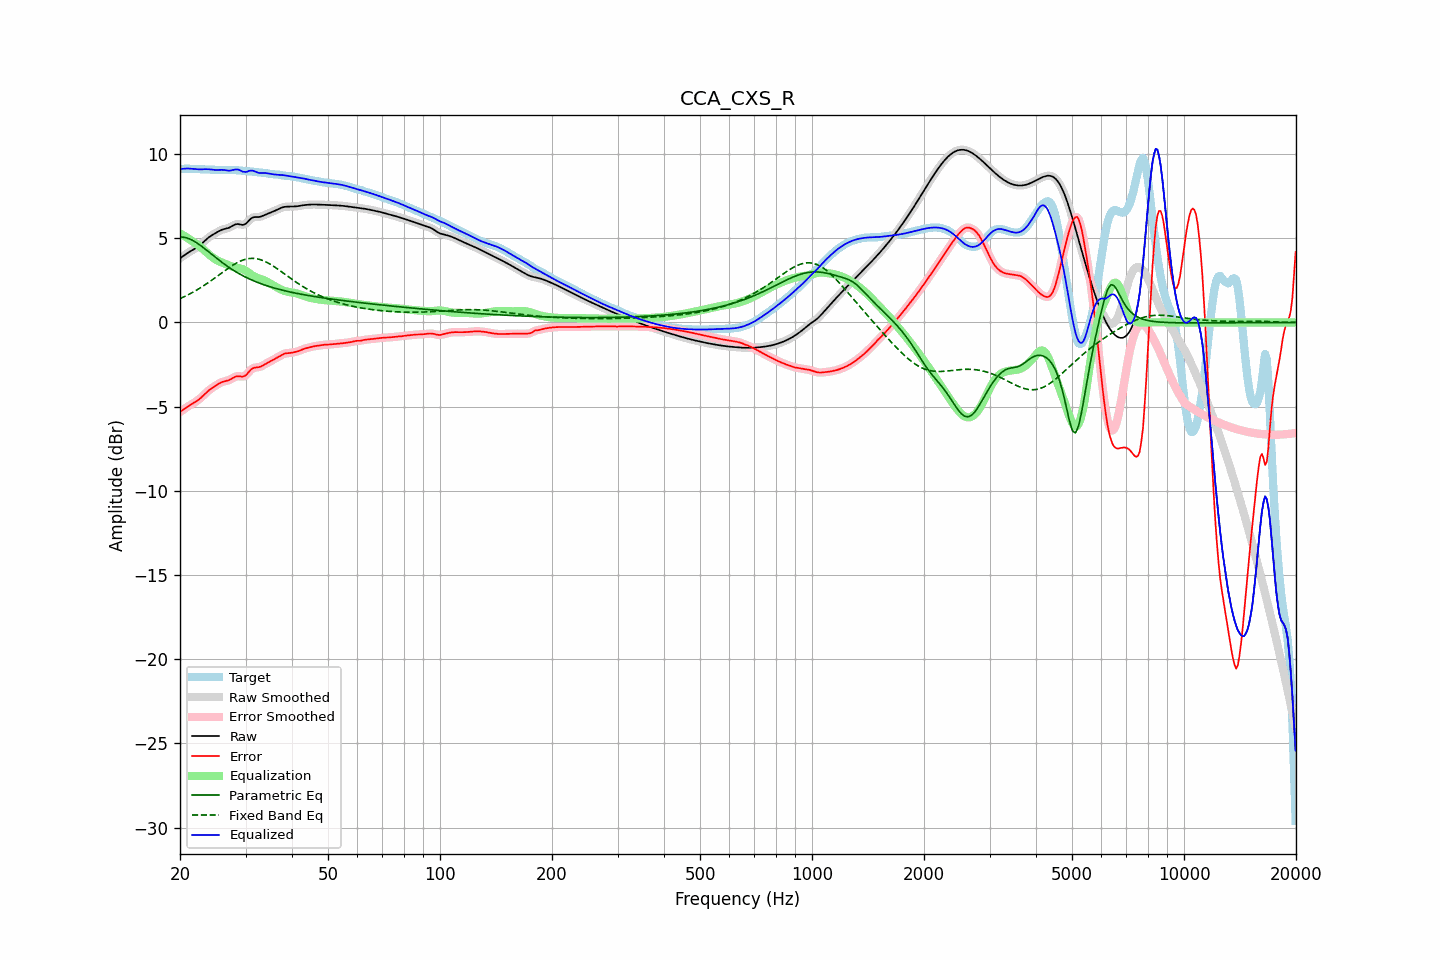 CCA_CXS_R
Amplitude (dBr)
10
5
0
−5
−10
−15
−20
−25
−30
Target
Raw Smoothed
Error Smoothed
Raw
Error
Equalization
Parametric Eq
Fixed Band Eq
Equalized
20 50 100 200 500 1000 2000 5000 10000 20000
Frequency (Hz)